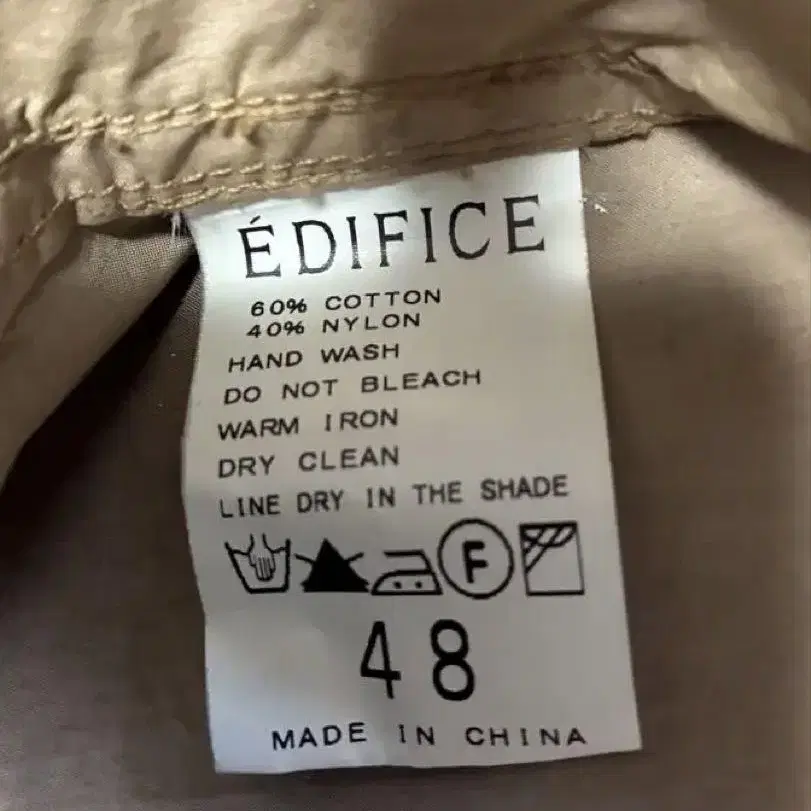 ÉDIFICE
60% COTTON
40% NYLON
HAND WASH
DO NOT BLEACH
WARM IRON
DRY CLEAN
LINE DRY IN THE SHADE
F
48
MADE IN CHINA